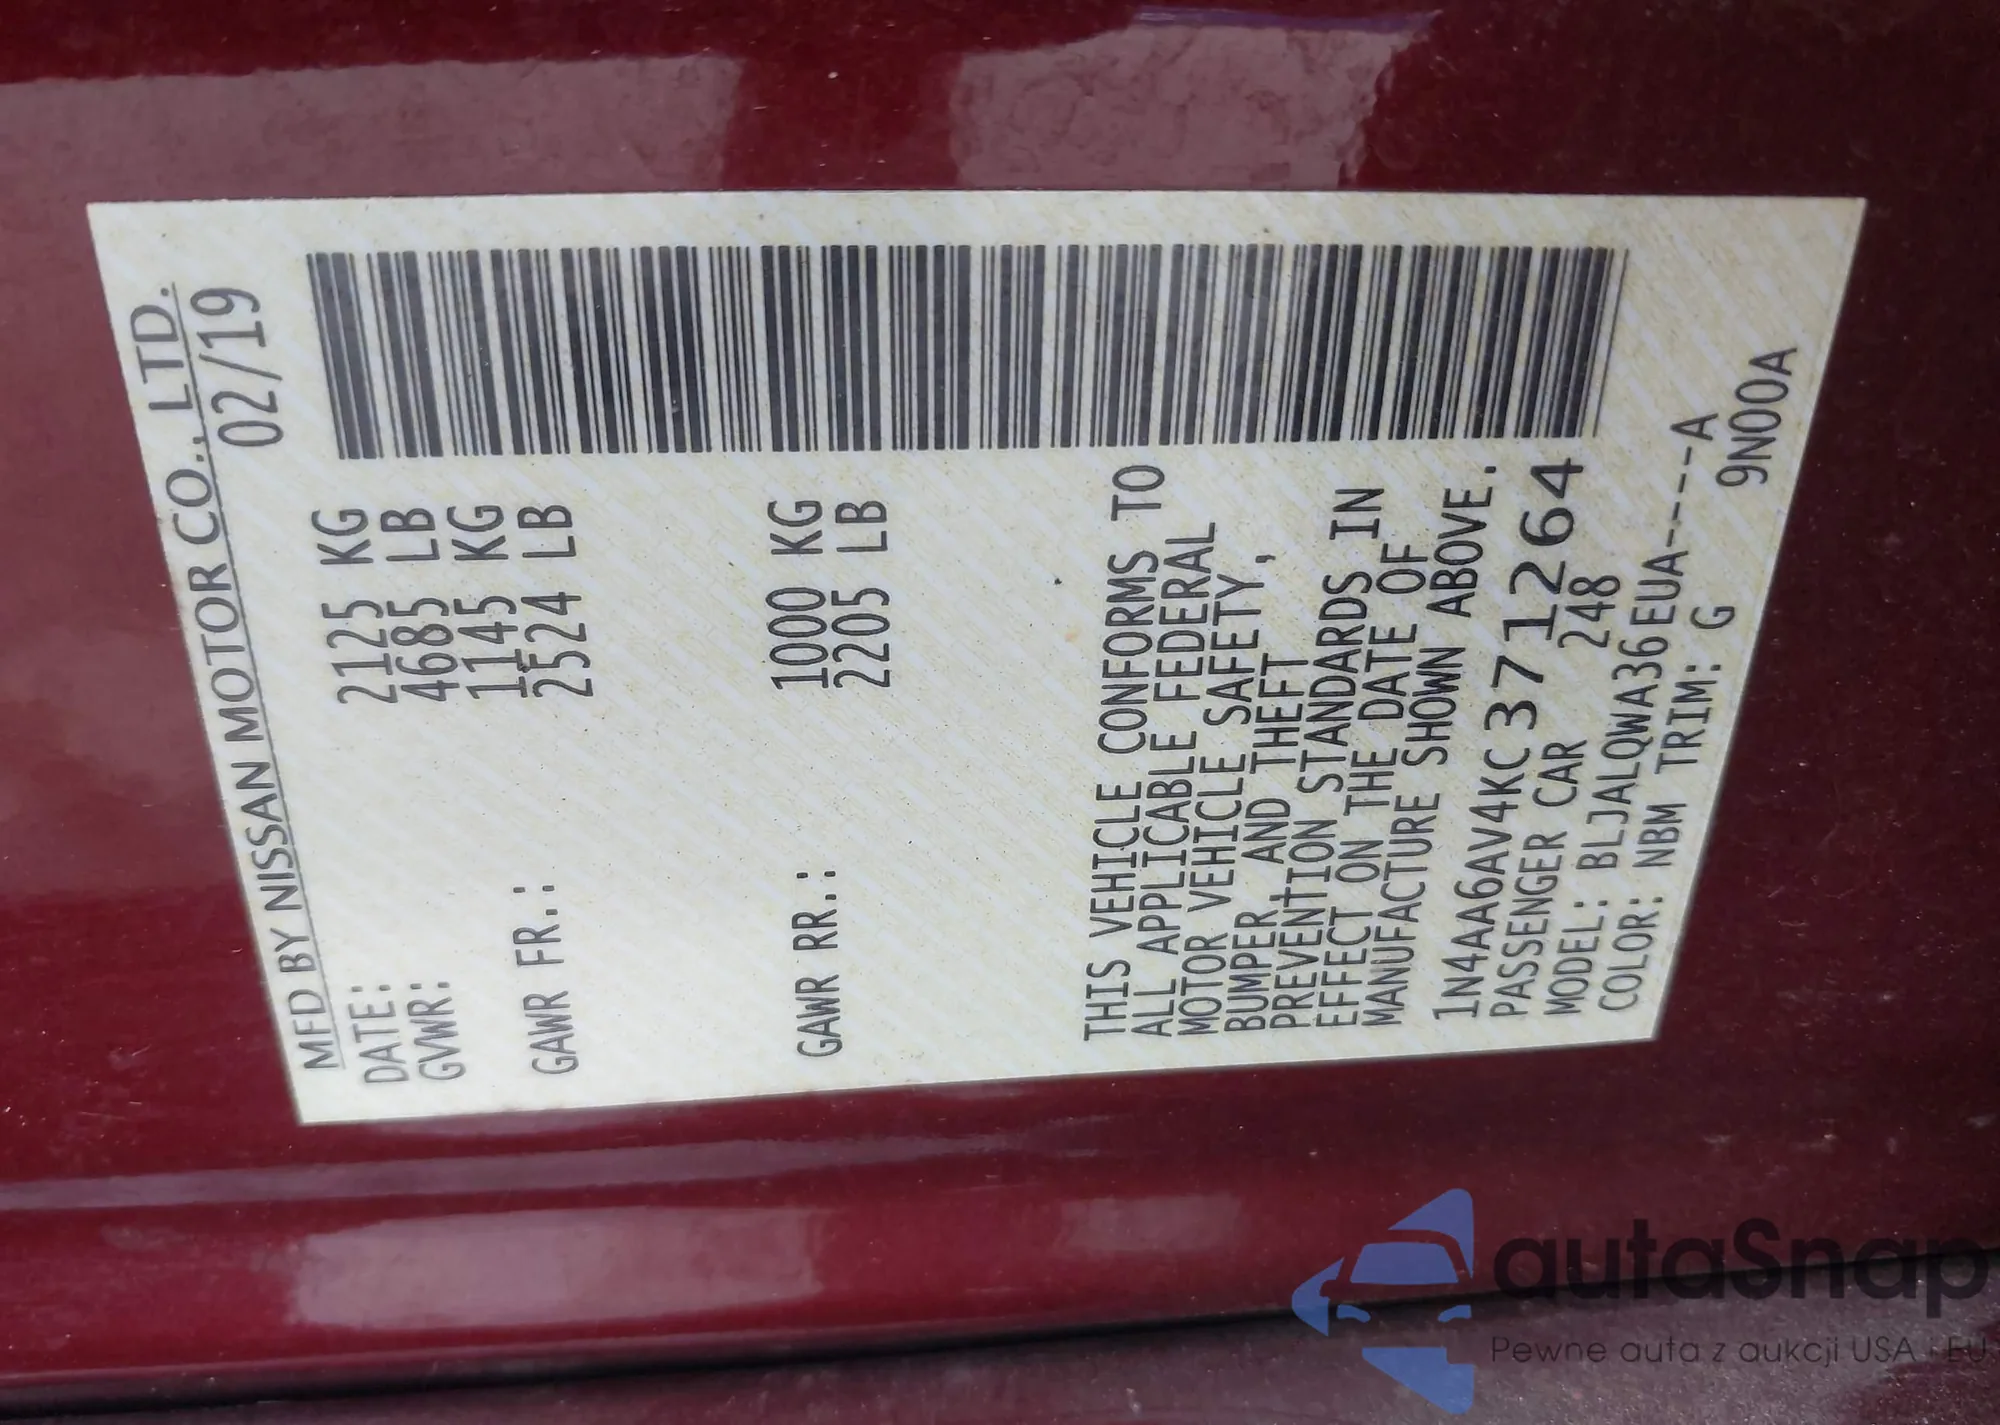 MFD BY NISSAN MOTOR CO., LTD.
DATE: 02/19
GVWR: 2125 KG
4685 LB
GAWR FR.: 1145 KG
2524 LB
GAWR RR.: 1000 KG
2205 LB
THIS VEHICLE CONFORMS TO
ALL APPLICABLE FEDERAL
MOTOR VEHICLE SAFETY,
BUMPER, AND THEFT
PREVENTION STANDARDS IN
EFFECT ON THE DATE OF
MANUFACTURE SHOWN ABOVE.
1N4AA6AV4KC371264
PASSENGER CAR 248
MODEL: BLJALQWA36EUA-----A
COLOR: NBM TRIM: G 9N00A
autaSnap
Pewne auta z aukcji USA i EU